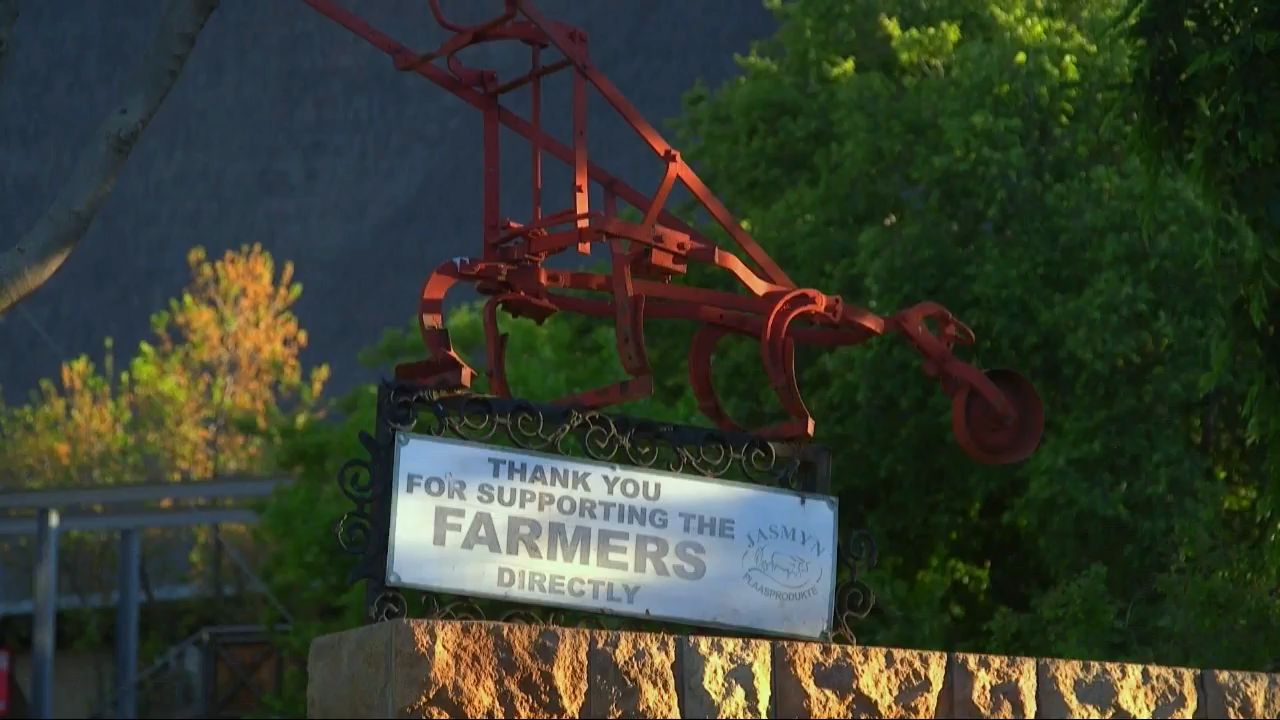 THANK YOU
FOR SUPPORTING THE
FARMERS
DIRECTLY
JASMYN
PLAASPRODUKTE